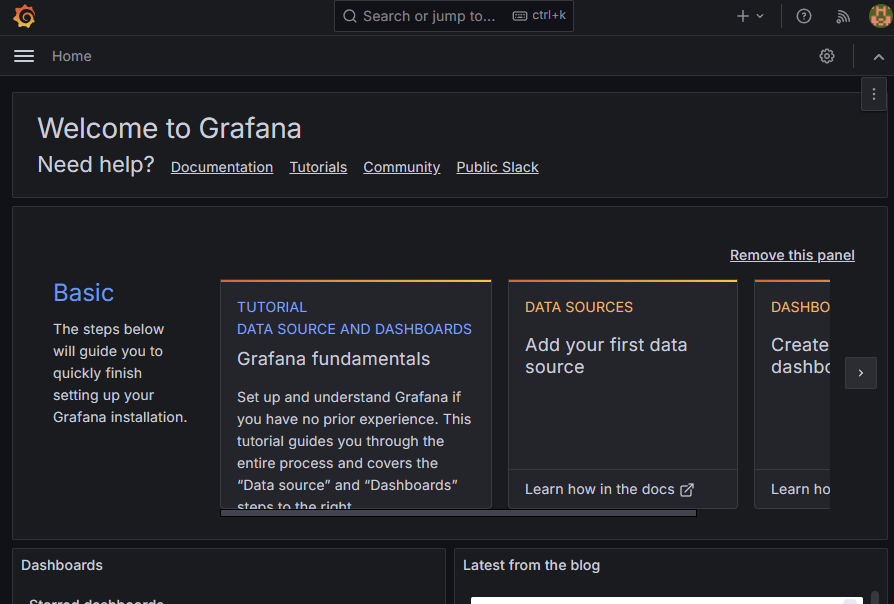 Search or jump to... ctrl+k
Home
Welcome to Grafana
Need help? Documentation Tutorials Community Public Slack
Remove this panel
Basic
The steps below
will guide you to
quickly finish
setting up your
Grafana installation.
TUTORIAL
DATA SOURCE AND DASHBOARDS
Grafana fundamentals
Set up and understand Grafana if
you have no prior experience. This
tutorial guides you through the
entire process and covers the
“Data source” and “Dashboards”
steps to the right.
DATA SOURCES
Add your first data
source
Learn how in the docs
DASHBO
Create
dashbo
Learn ho
Dashboards
Starred dashboards
Latest from the blog